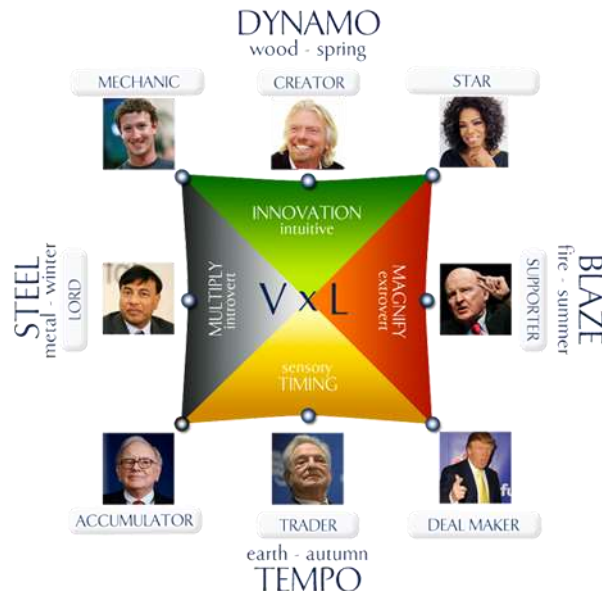 DYNAMO
wood - spring
MECHANIC
CREATOR
STAR
INNOVATION
intuitive
STEEL
metal - winter
LORD
MULTIPLY
introvert
V x L
MAGNIFY
extrovert
SUPPORTER
BLAZE
fire - summer
sensory
TIMING
ACCUMULATOR
TRADER
DEAL MAKER
earth - autumn
TEMPO